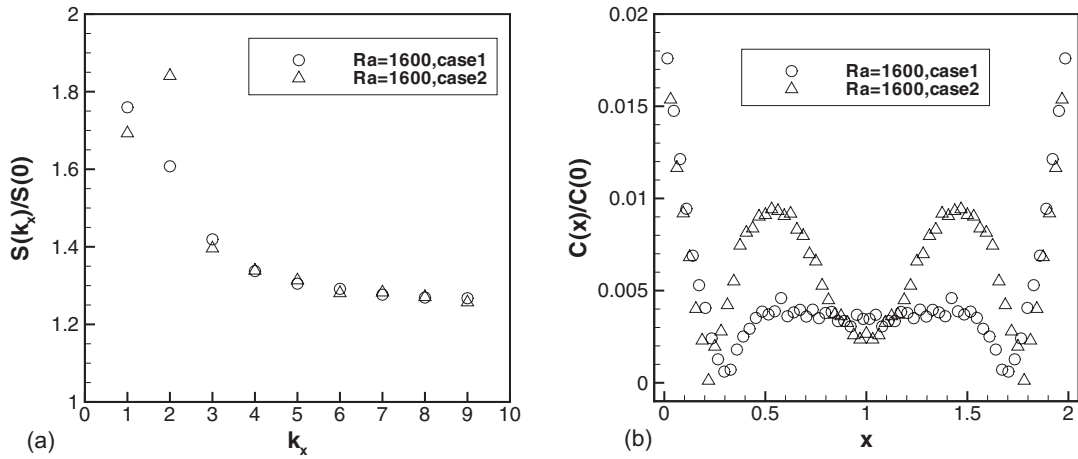 2
1.8
1.6
1.4
1.2
1
S(kx)/S(0)
Ra=1600,case1
Ra=1600,case2
0 1 2 3 4 5 6 7 8 9 10
kx
(a)
0.02
0.015
0.01
0.005
0
C(x)/C(0)
Ra=1600,case1
Ra=1600,case2
0 0.5 1 1.5 2
x
(b)